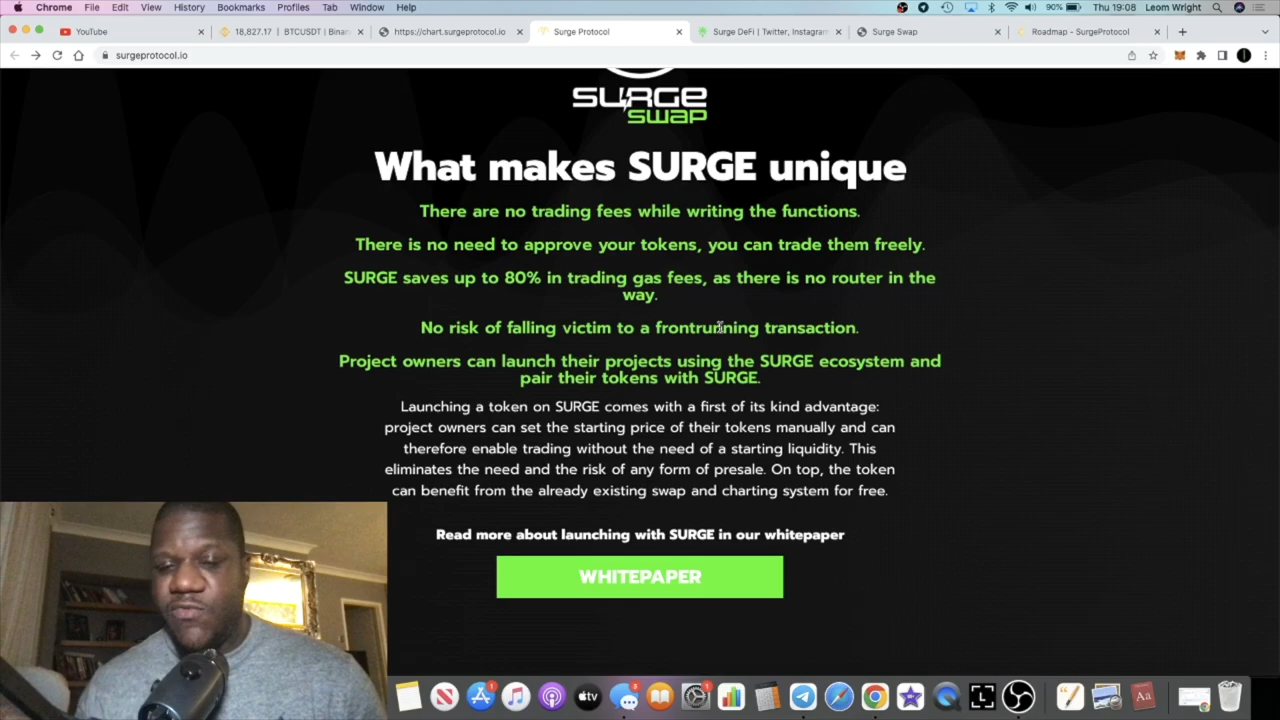 Chrome File Edit View History Bookmarks Profiles Tab Window Help 90% Thu 19:08 Leom Wright
YouTube 18,827.17 | BTCUSDT | Binan https://chart.surgeprotocol.io Surge Protocol Surge DeFi | Twitter, Instagram Surge Swap Roadmap - SurgeProtocol
surgeprotocol.io
SURGE
SWAP
What makes SURGE unique
There are no trading fees while writing the functions.
There is no need to approve your tokens, you can trade them freely.
SURGE saves up to 80% in trading gas fees, as there is no router in the
way.
No risk of falling victim to a frontrunning transaction.
Project owners can launch their projects using the SURGE ecosystem and
pair their tokens with SURGE.
Launching a token on SURGE comes with a first of its kind advantage:
project owners can set the starting price of their tokens manually and can
therefore enable trading without the need of a starting liquidity. This
eliminates the need and the risk of any form of presale. On top, the token
can benefit from the already existing swap and charting system for free.
Read more about launching with SURGE in our whitepaper
WHITEPAPER
tv
Aa